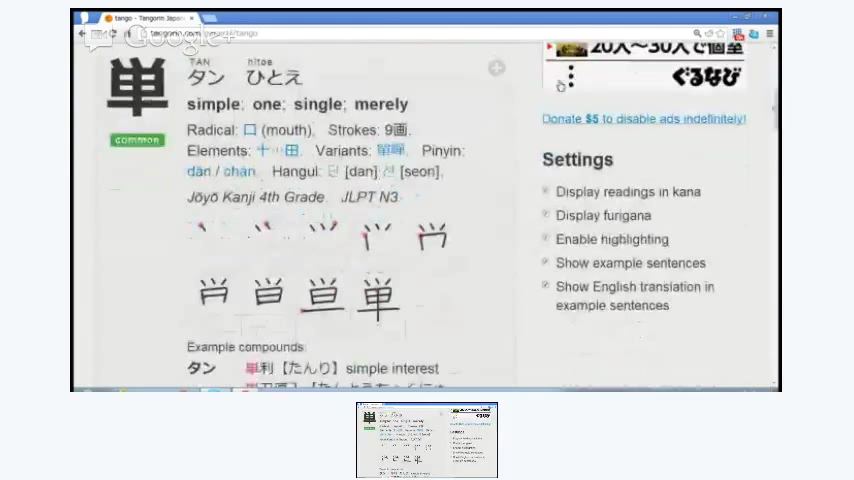 tango - Tangorin Japan
tangorin.com
Google+
20人～30人で個室
ぐるなび
Donate $5 to disable ads indefinitely!
単
common
TAN hitoe
タン ひとえ
simple; one; single; merely
Radical: 口 (mouth). Strokes: 9画.
Elements: 十⺍田. Variants: 單 Pinyin:
dān / chán. Hangul: 단 [dan] 선 [seon].
Jōyō Kanji 4th Grade. JLPT N3.
単
Example compounds
タン 単利【たんり】simple interest
Settings
Display readings in kana
Display furigana
Enable highlighting
Show example sentences
Show English translation in
example sentences